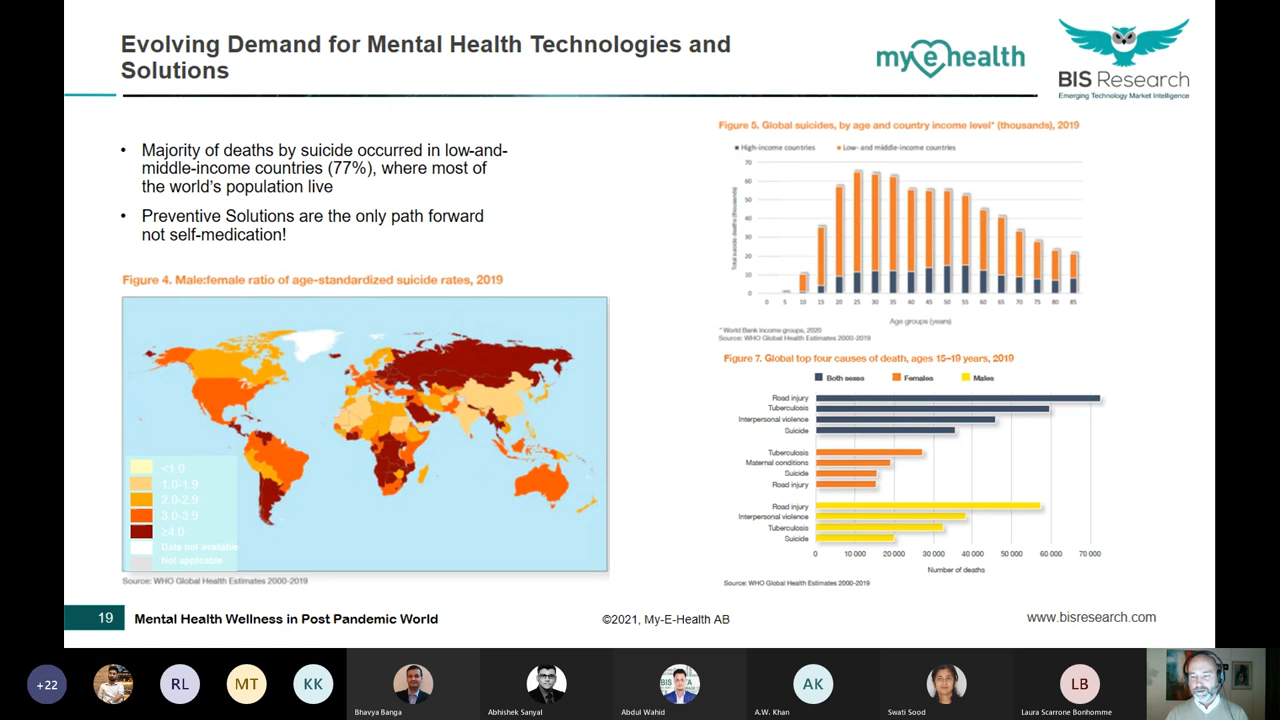 Evolving Demand for Mental Health Technologies and
Solutions
my e health
BIS Research
Emerging Technology Market Intelligence
• Majority of deaths by suicide occurred in low-and-
middle-income countries (77%), where most of
the world's population live
• Preventive Solutions are the only path forward
not self-medication!
Figure 4. Male:female ratio of age-standardized suicide rates, 2019
<1.0
1.0-1.9
2.0-2.9
3.0-3.9
≥4.0
Data not available
Not applicable
Source: WHO Global Health Estimates 2000-2019
Figure 5. Global suicides, by age and country income level* (thousands), 2019
High-income countries Low- and middle-income countries
Total suicide deaths (thousands)
70
60
50
40
30
20
10
0
0 5 10 15 20 25 30 35 40 45 50 55 60 65 70 75 80 85
Age groups (years)
* World Bank income groups, 2020
Source: WHO Global Health Estimates 2000-2019
Figure 7. Global top four causes of death, ages 15–19 years, 2019
Both sexes Females Males
Road injury
Tuberculosis
Interpersonal violence
Suicide
Tuberculosis
Maternal conditions
Suicide
Road injury
Road injury
Interpersonal violence
Tuberculosis
Suicide
0 10 000 20 000 30 000 40 000 50 000 60 000 70 000
Number of deaths
Source: WHO Global Health Estimates 2000-2019
19 Mental Health Wellness in Post Pandemic World ©2021, My-E-Health AB www.bisresearch.com
+22 RL MT KK AK LB
Bhavya Banga Abhishek Sanyal Abdul Wahid A.W. Khan Swati Sood Laura Scarrone Bonhomme